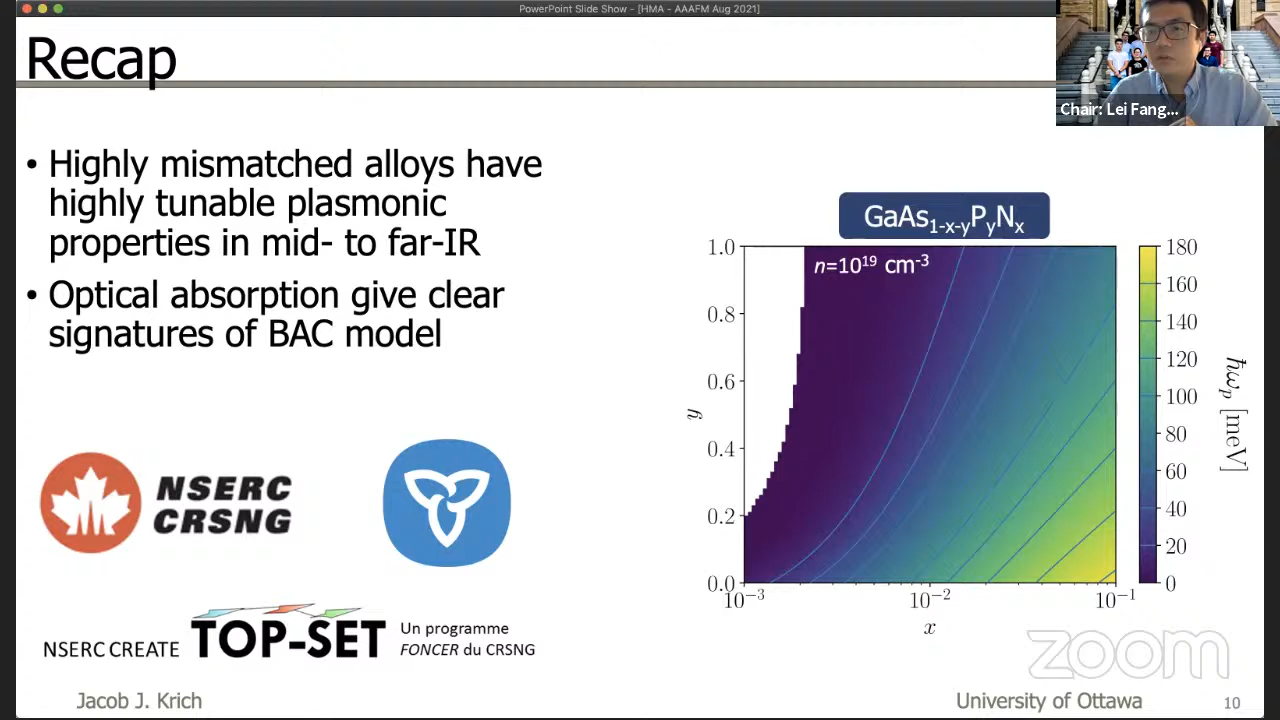 PowerPoint Slide Show - [HMA - AAAFM Aug 2021]
Recap
Chair: Lei Fang...
• Highly mismatched alloys have
highly tunable plasmonic
properties in mid- to far-IR
• Optical absorption give clear
signatures of BAC model
GaAs₁₋ₓ₋yPyNₓ
n=10¹⁹ cm⁻³
1.0
0.8
0.6
0.4
0.2
0.0
y
10⁻³
10⁻²
10⁻¹
x
180
160
140
120
100
80
60
40
20
0
ℏωₚ [meV]
NSERC
CRSNG
NSERC CREATE TOP-SET
Un programme
FONCER du CRSNG
zoom
Jacob J. Krich
University of Ottawa
10